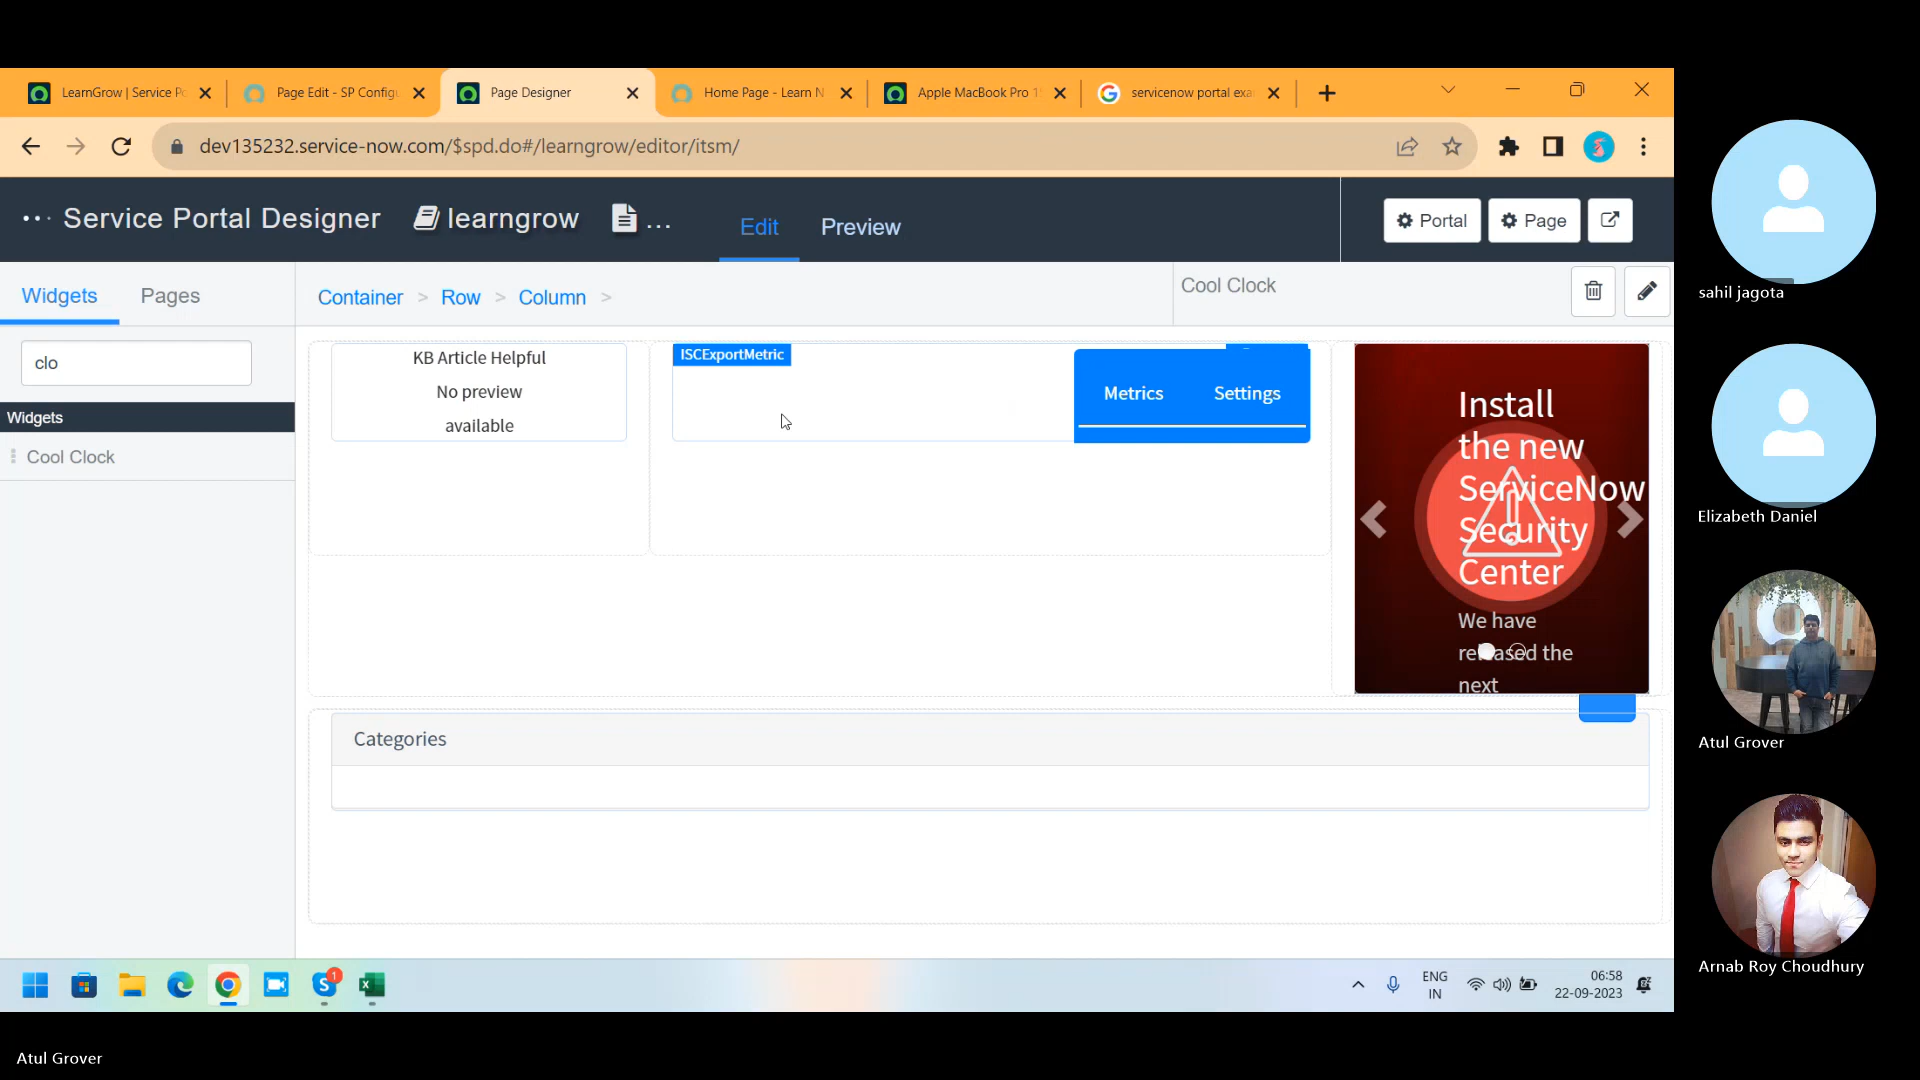 LearnGrow | Service Po
Page Edit - SP Configu
Page Designer
Home Page - Learn N
Apple MacBook Pro 1
servicenow portal exa
dev135232.service-now.com/$spd.do#/learngrow/editor/itsm/
Service Portal Designer
learngrow
...
Edit
Preview
Portal
Page
Widgets
Pages
Container > Row > Column >
Cool Clock
clo
Widgets
Cool Clock
KB Article Helpful
No preview
available
ISCExportMetric
Metrics
Settings
Install
the new
ServiceNow
Security
Center
We have
released the
next
Categories
sahil jagota
Elizabeth Daniel
Atul Grover
Arnab Roy Choudhury
1
ENG
IN
06:58
22-09-2023
Atul Grover